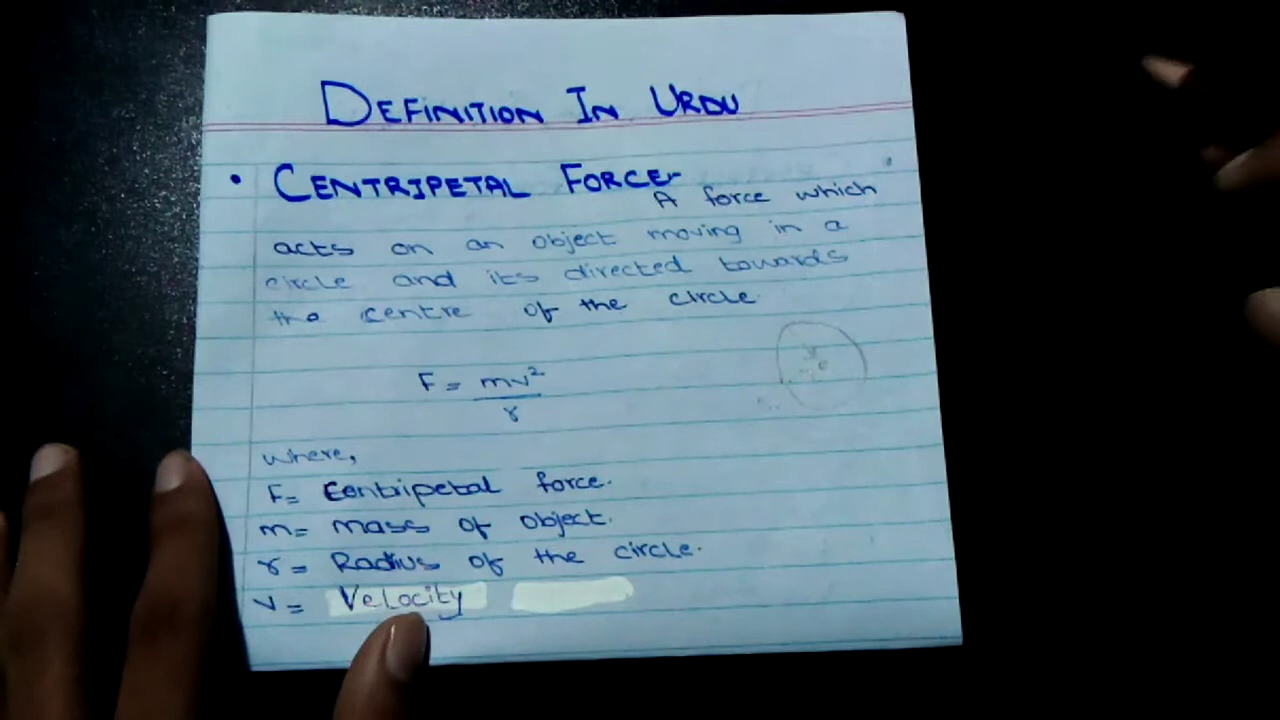 DEFINITION IN URDU
• CENTRIPETAL FORCE-
A force which
acts on an object moving in a
circle and its directed towards
the centre of the circle.
F = mv²
r
where,
F= Centripetal force.
m= mass of object.
r= Radius of the circle.
v= Velocity